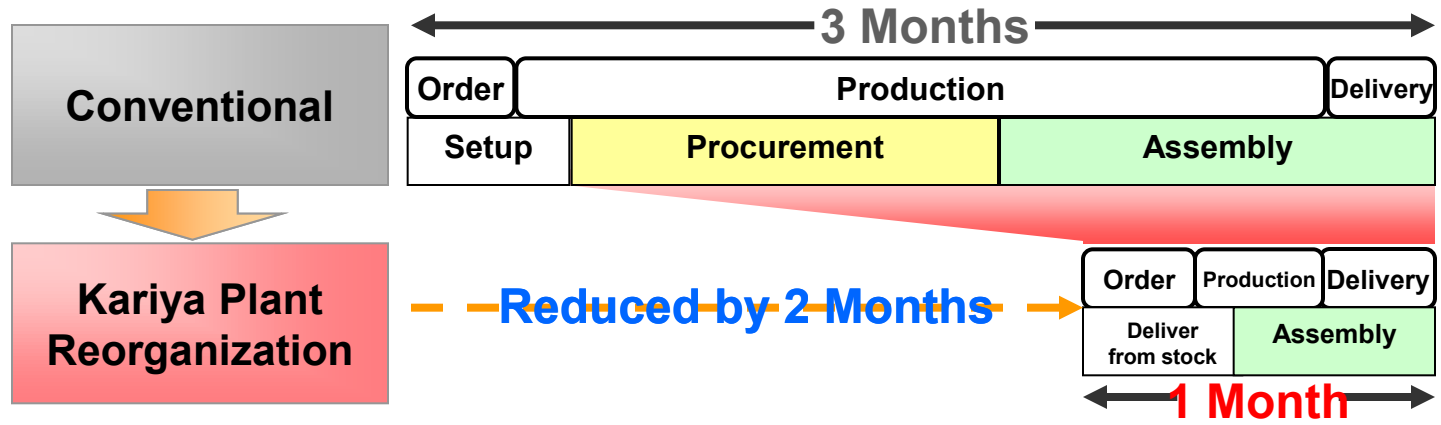 3 Months
Conventional
Order
Production
Delivery
Setup
Procurement
Assembly
Kariya Plant
Reorganization
Reduced by 2 Months
Order
Production
Delivery
Deliver
from stock
Assembly
1 Month